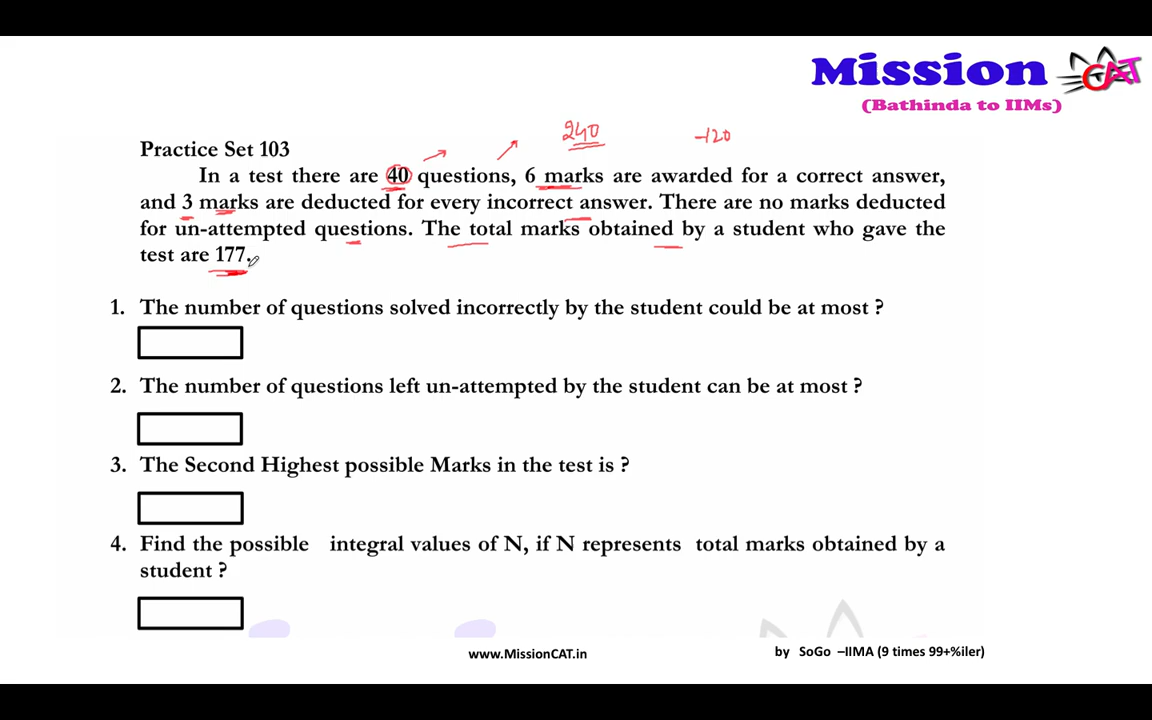 Mission CAT
(Bathinda to IIMs)
240 -120
Practice Set 103
In a test there are 40 questions, 6 marks are awarded for a correct answer,
and 3 marks are deducted for every incorrect answer. There are no marks deducted
for un-attempted questions. The total marks obtained by a student who gave the
test are 177.
1. The number of questions solved incorrectly by the student could be at most ?
2. The number of questions left un-attempted by the student can be at most ?
3. The Second Highest possible Marks in the test is ?
4. Find the possible integral values of N, if N represents total marks obtained by a
student ?
www.MissionCAT.in
by SoGo –IIMA (9 times 99+%iler)